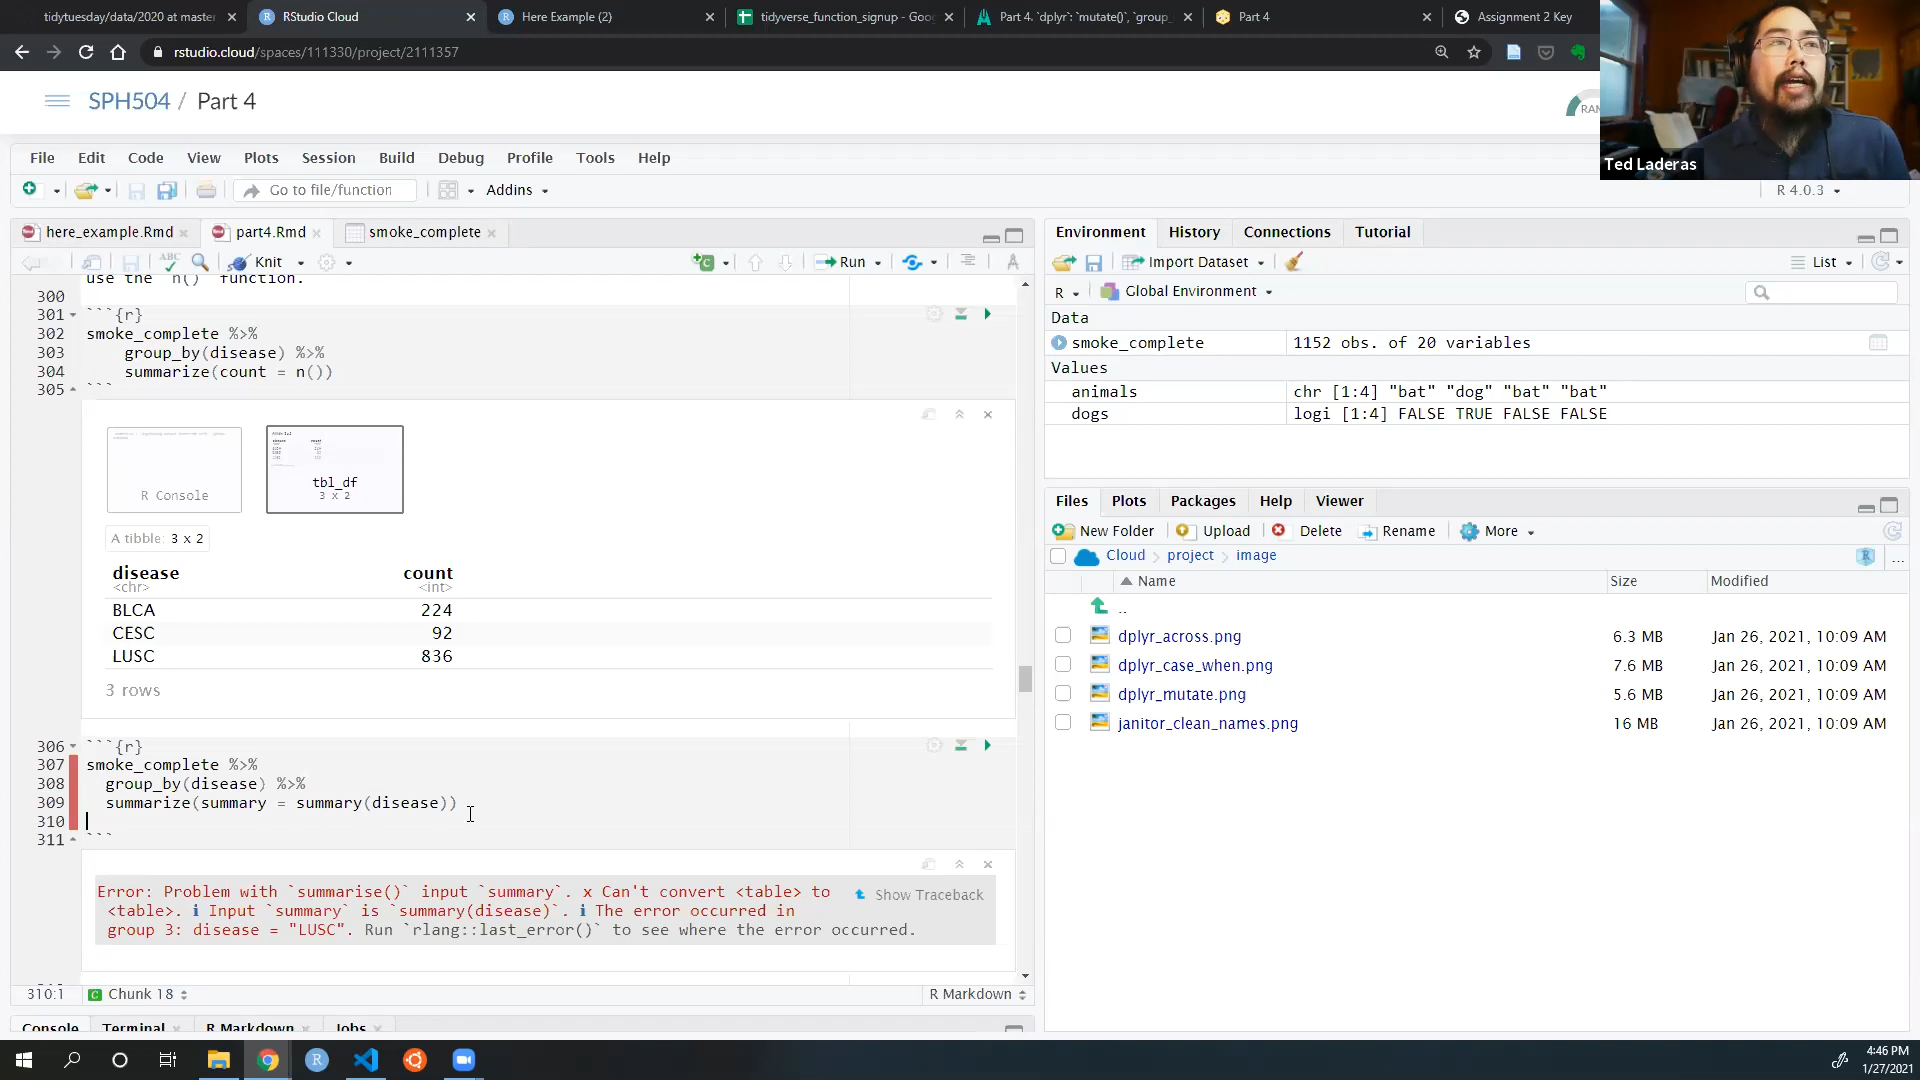 tidytuesday/data/2020 at master
RStudio Cloud
Here Example (2)
tidyverse_function_signup - Goo
Part 4. `dplyr`: `mutate()`, `group_
Part 4
Assignment 2 Key
rstudio.cloud/spaces/111330/project/2111357
SPH504 / Part 4
RAM
Ted Laderas
File Edit Code View Plots Session Build Debug Profile Tools Help
Go to file/function
Addins
R 4.0.3
here_example.Rmd
part4.Rmd
smoke_complete
ABC
Knit
Run
use the `n()` function.
300
301 ```{r}
302 smoke_complete %>%
303 group_by(disease) %>%
304 summarize(count = n())
305 ```
R Console
tbl_df
3 x 2
A tibble: 3 x 2
disease count
<chr> <int>
BLCA 224
CESC 92
LUSC 836
3 rows
306 ```{r}
307 smoke_complete %>%
308 group_by(disease) %>%
309 summarize(summary = summary(disease))
310
311 ```
Error: Problem with `summarise()` input `summary`. x Can't convert <table> to
<table>. ℹ Input `summary` is `summary(disease)`. ℹ The error occurred in
group 3: disease = "LUSC". Run `rlang::last_error()` to see where the error occurred.
Show Traceback
310:1
Chunk 18
R Markdown
Console Terminal R Markdown Jobs
Environment History Connections Tutorial
Import Dataset
List
R
Global Environment
Data
smoke_complete 1152 obs. of 20 variables
Values
animals chr [1:4] "bat" "dog" "bat" "bat"
dogs logi [1:4] FALSE TRUE FALSE FALSE
Files Plots Packages Help Viewer
New Folder Upload Delete Rename More
Cloud > project > image
Name Size Modified
..
dplyr_across.png 6.3 MB Jan 26, 2021, 10:09 AM
dplyr_case_when.png 7.6 MB Jan 26, 2021, 10:09 AM
dplyr_mutate.png 5.6 MB Jan 26, 2021, 10:09 AM
janitor_clean_names.png 16 MB Jan 26, 2021, 10:09 AM
4:46 PM
1/27/2021